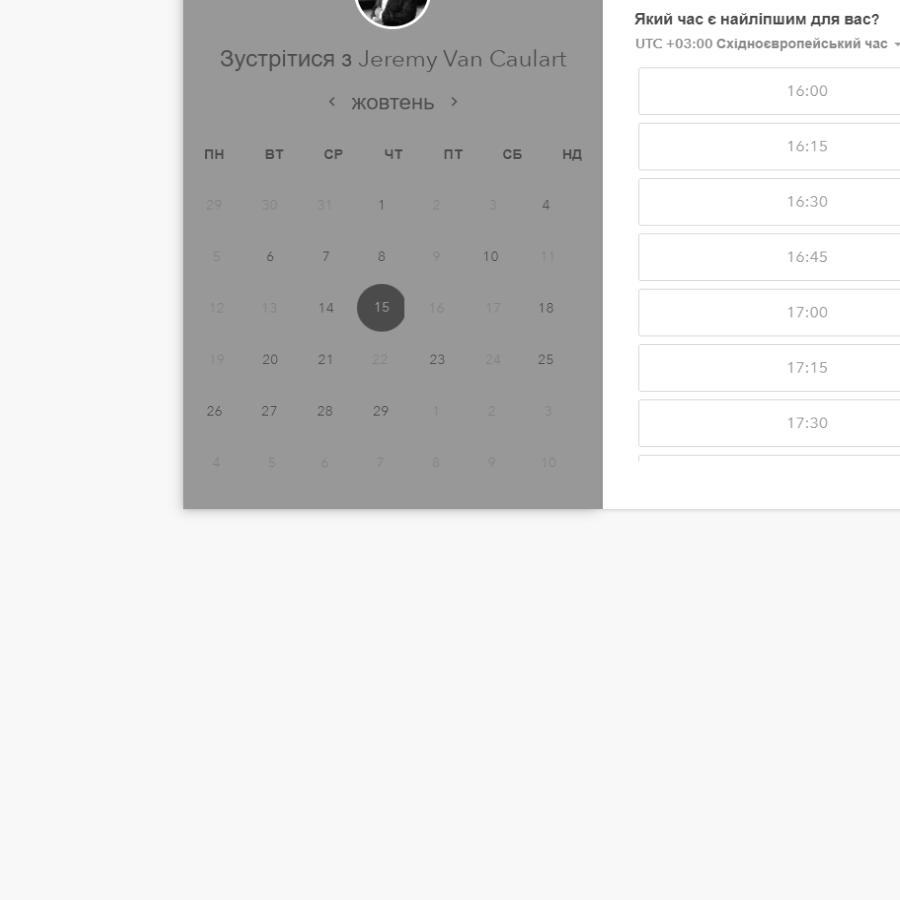 Зустрітися з Jeremy Van Caulart
жовтень
ПН ВТ СР ЧТ ПТ СБ НД
29 30 31 1 2 3 4
5 6 7 8 9 10 11
12 13 14 15 16 17 18
19 20 21 22 23 24 25
26 27 28 29 1 2 3
4 5 6 7 8 9 10
Який час є найліпшим для вас?
UTC +03:00 Східноєвропейський час
16:00
16:15
16:30
16:45
17:00
17:15
17:30